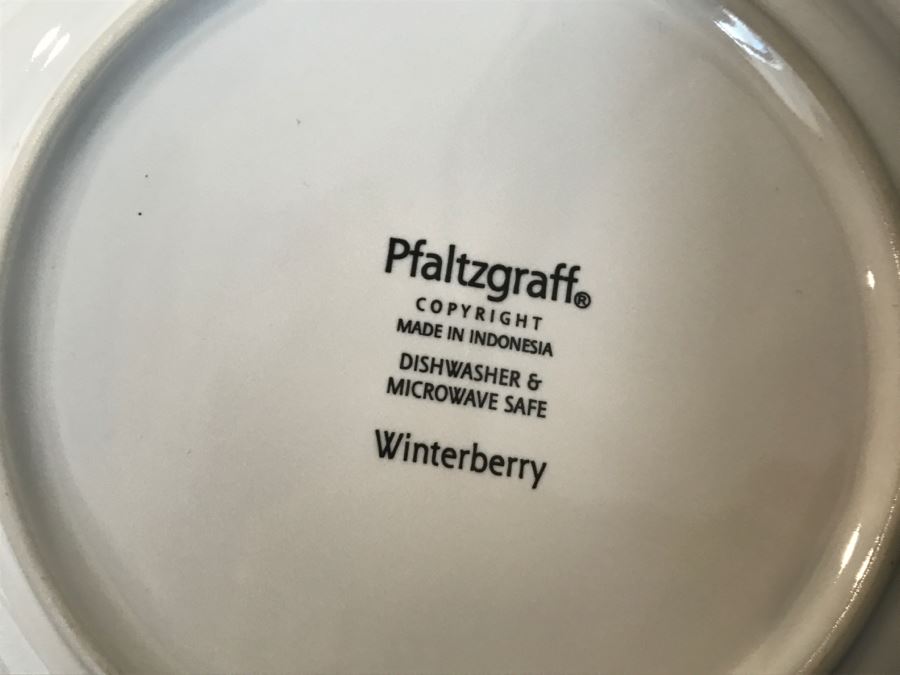 Pfaltzgraff®
COPYRIGHT
MADE IN INDONESIA
DISHWASHER &
MICROWAVE SAFE
Winterberry